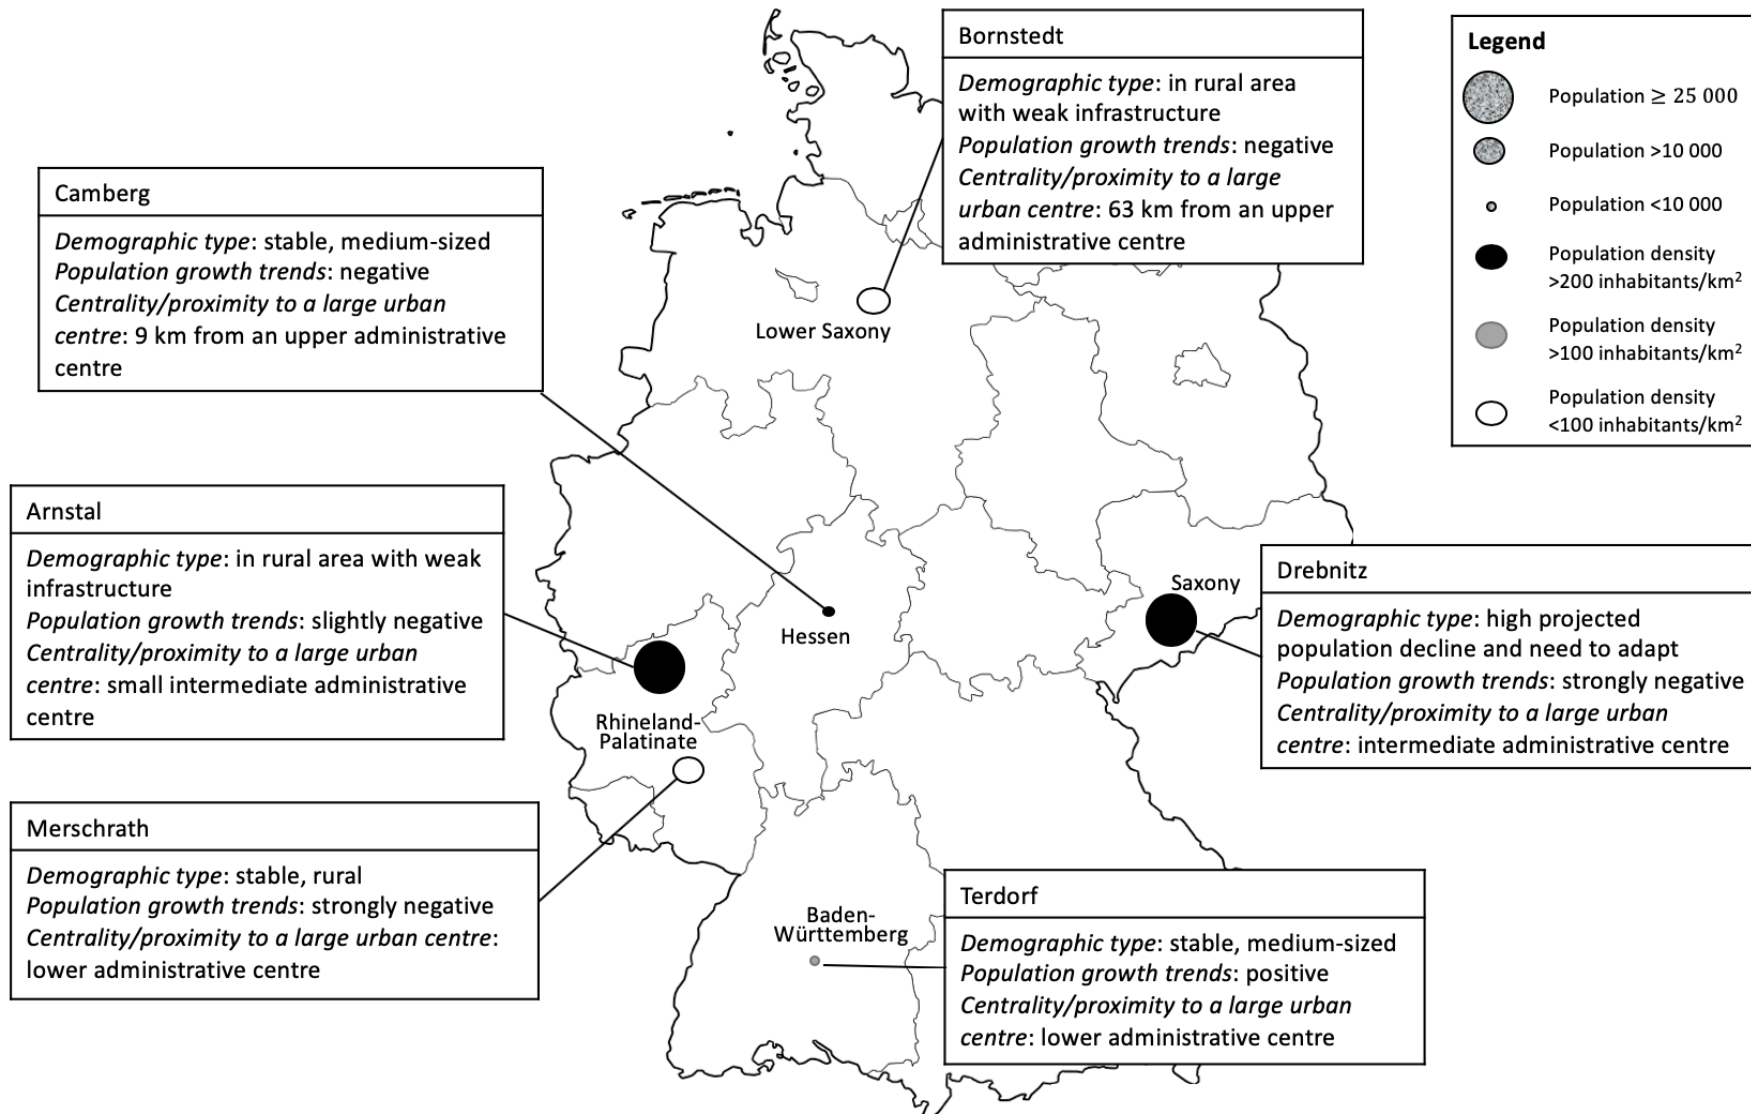 Bornstedt
Demographic type: in rural area
with weak infrastructure
Population growth trends: negative
Centrality/proximity to a large
urban centre: 63 km from an upper
administrative centre
Legend
Population ≥ 25 000
Population >10 000
Population <10 000
Population density
>200 inhabitants/km²
Population density
>100 inhabitants/km²
Population density
<100 inhabitants/km²
Camberg
Demographic type: stable, medium-sized
Population growth trends: negative
Centrality/proximity to a large urban
centre: 9 km from an upper administrative
centre
Lower Saxony
Arnstal
Demographic type: in rural area with weak
infrastructure
Population growth trends: slightly negative
Centrality/proximity to a large urban
centre: small intermediate administrative
centre
Hessen
Saxony
Drebnitz
Demographic type: high projected
population decline and need to adapt
Population growth trends: strongly negative
Centrality/proximity to a large urban
centre: intermediate administrative centre
Rhineland-
Palatinate
Merschrath
Demographic type: stable, rural
Population growth trends: strongly negative
Centrality/proximity to a large urban centre:
lower administrative centre
Baden-
Württemberg
Terdorf
Demographic type: stable, medium-sized
Population growth trends: positive
Centrality/proximity to a large urban
centre: lower administrative centre